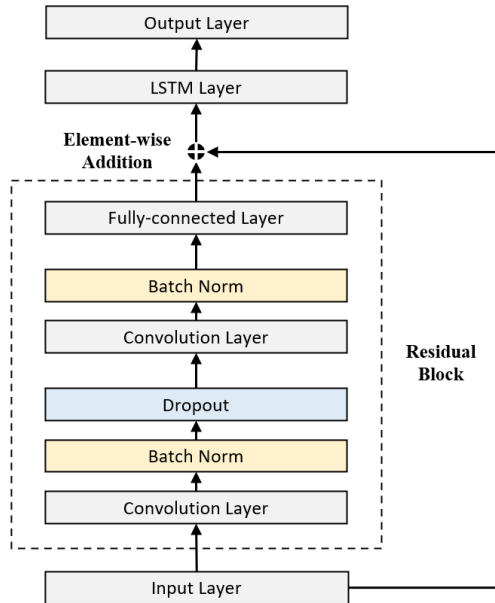 Output Layer
LSTM Layer
Element-wise
Addition
Fully-connected Layer
Batch Norm
Convolution Layer
Residual
Block
Dropout
Batch Norm
Convolution Layer
Input Layer